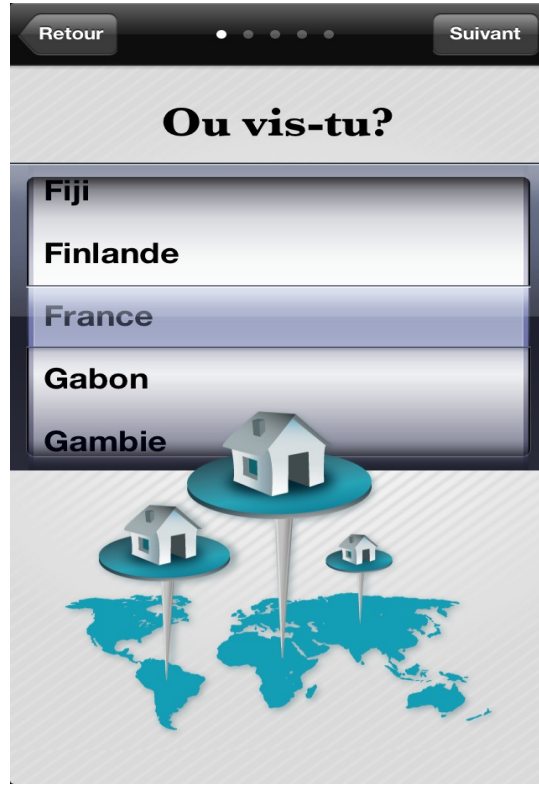 Retour
Suivant
Ou vis-tu?
Fiji
Finlande
France
Gabon
Gambie